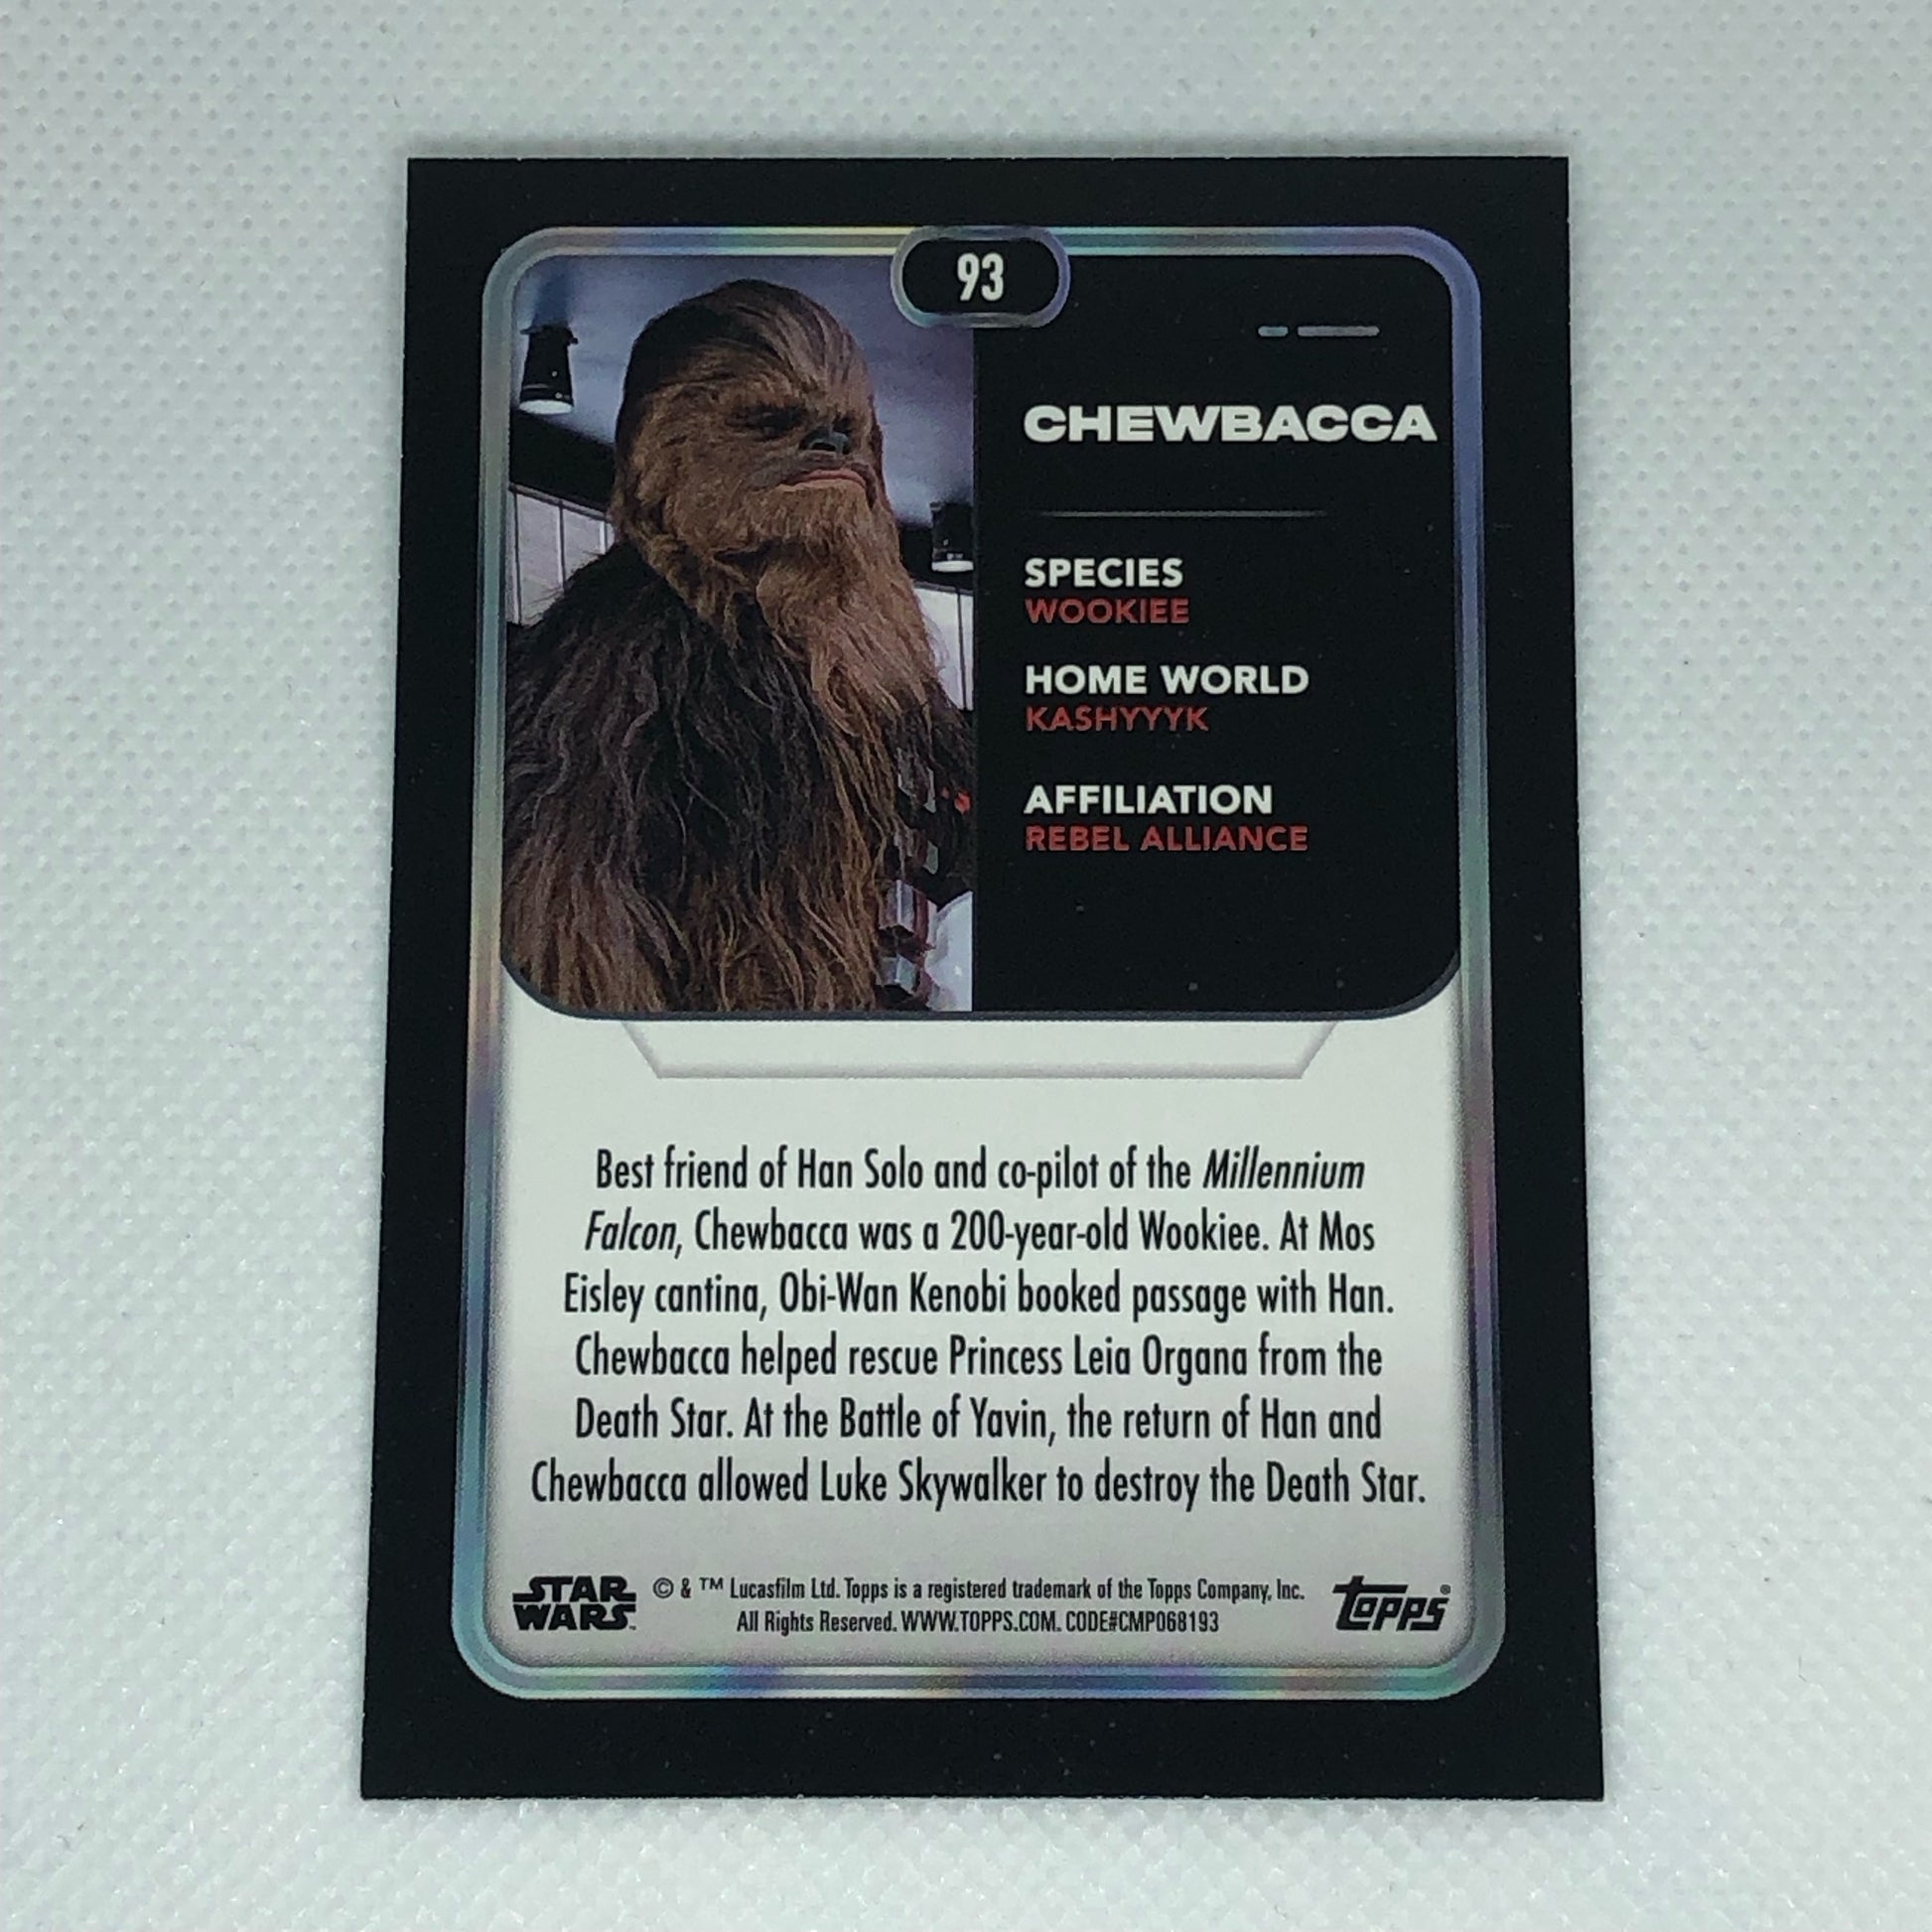 93
CHEWBACCA
SPECIES
WOOKIEE
HOME WORLD
KASHYYYK
AFFILIATION
REBEL ALLIANCE
Best friend of Han Solo and co-pilot of the Millennium
Falcon, Chewbacca was a 200-year-old Wookiee. At Mos
Eisley cantina, Obi-Wan Kenobi booked passage with Han.
Chewbacca helped rescue Princess Leia Organa from the
Death Star. At the Battle of Yavin, the return of Han and
Chewbacca allowed Luke Skywalker to destroy the Death Star.
STAR
WARS
© & ™ Lucasfilm Ltd. Topps is a registered trademark of the Topps Company, Inc.
All Rights Reserved. WWW.TOPPS.COM. CODE#CMP068193
topps®